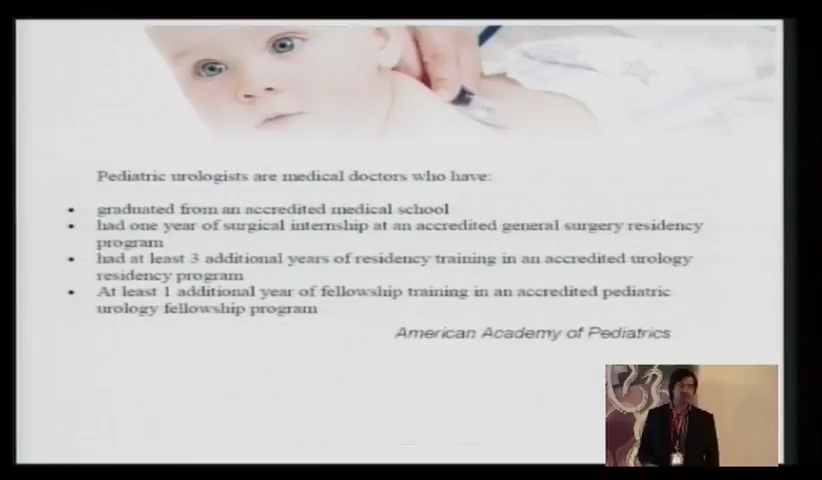 Pediatric urologists are medical doctors who have:
• graduated from an accredited medical school
• had one year of surgical internship at an accredited general surgery residency
program
• had at least 3 additional years of residency training in an accredited urology
residency program
• At least 1 additional year of fellowship training in an accredited pediatric
urology fellowship program
American Academy of Pediatrics